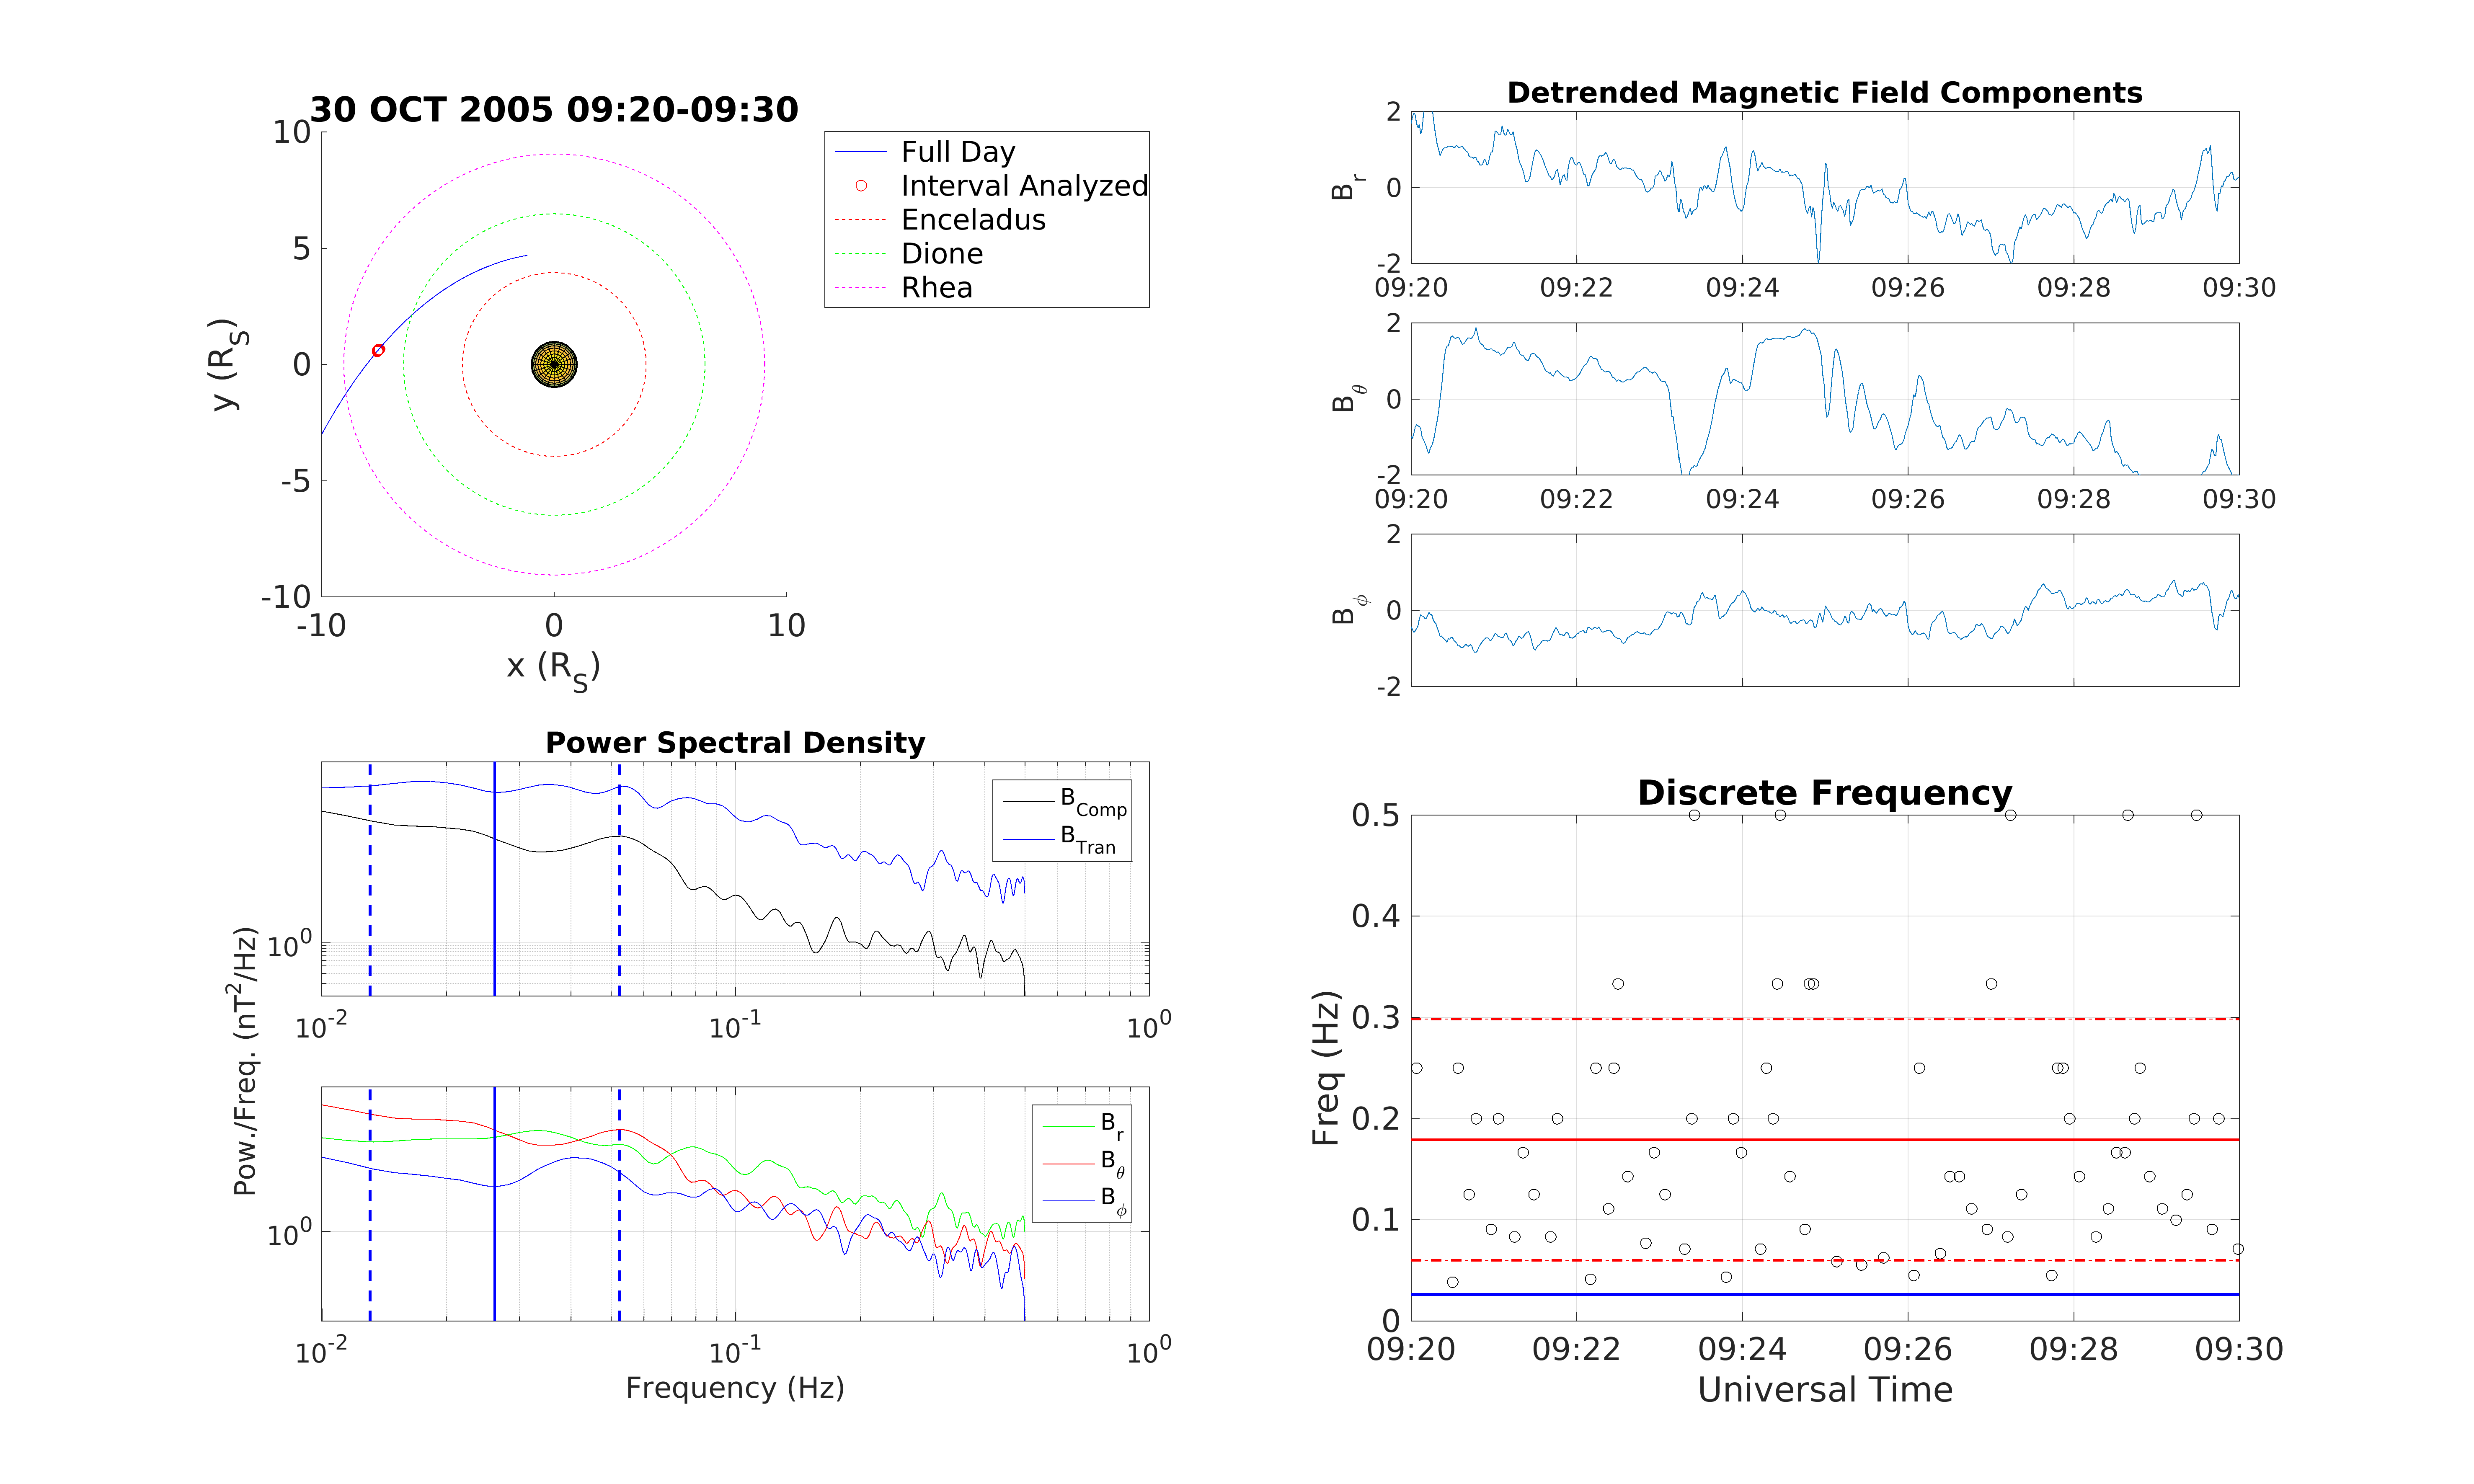 30 OCT 2005 09:20-09:30
10
5
0
-5
-10
-10
0
10
y (R_S)
x (R_S)
Full Day
Interval Analyzed
Enceladus
Dione
Rhea
Detrended Magnetic Field Components
B_r
2
0
-2
09:20
09:22
09:24
09:26
09:28
09:30
B_θ
2
0
-2
09:20
09:22
09:24
09:26
09:28
09:30
B_ϕ
2
0
-2
Power Spectral Density
B_Comp
B_Tran
10^0
10^-2
10^-1
10^0
Pow./Freq. (nT^2/Hz)
B_r
B_θ
B_ϕ
10^0
10^-2
10^-1
10^0
Frequency (Hz)
Discrete Frequency
Freq (Hz)
0.5
0.4
0.3
0.2
0.1
0
09:20
09:22
09:24
09:26
09:28
09:30
Universal Time